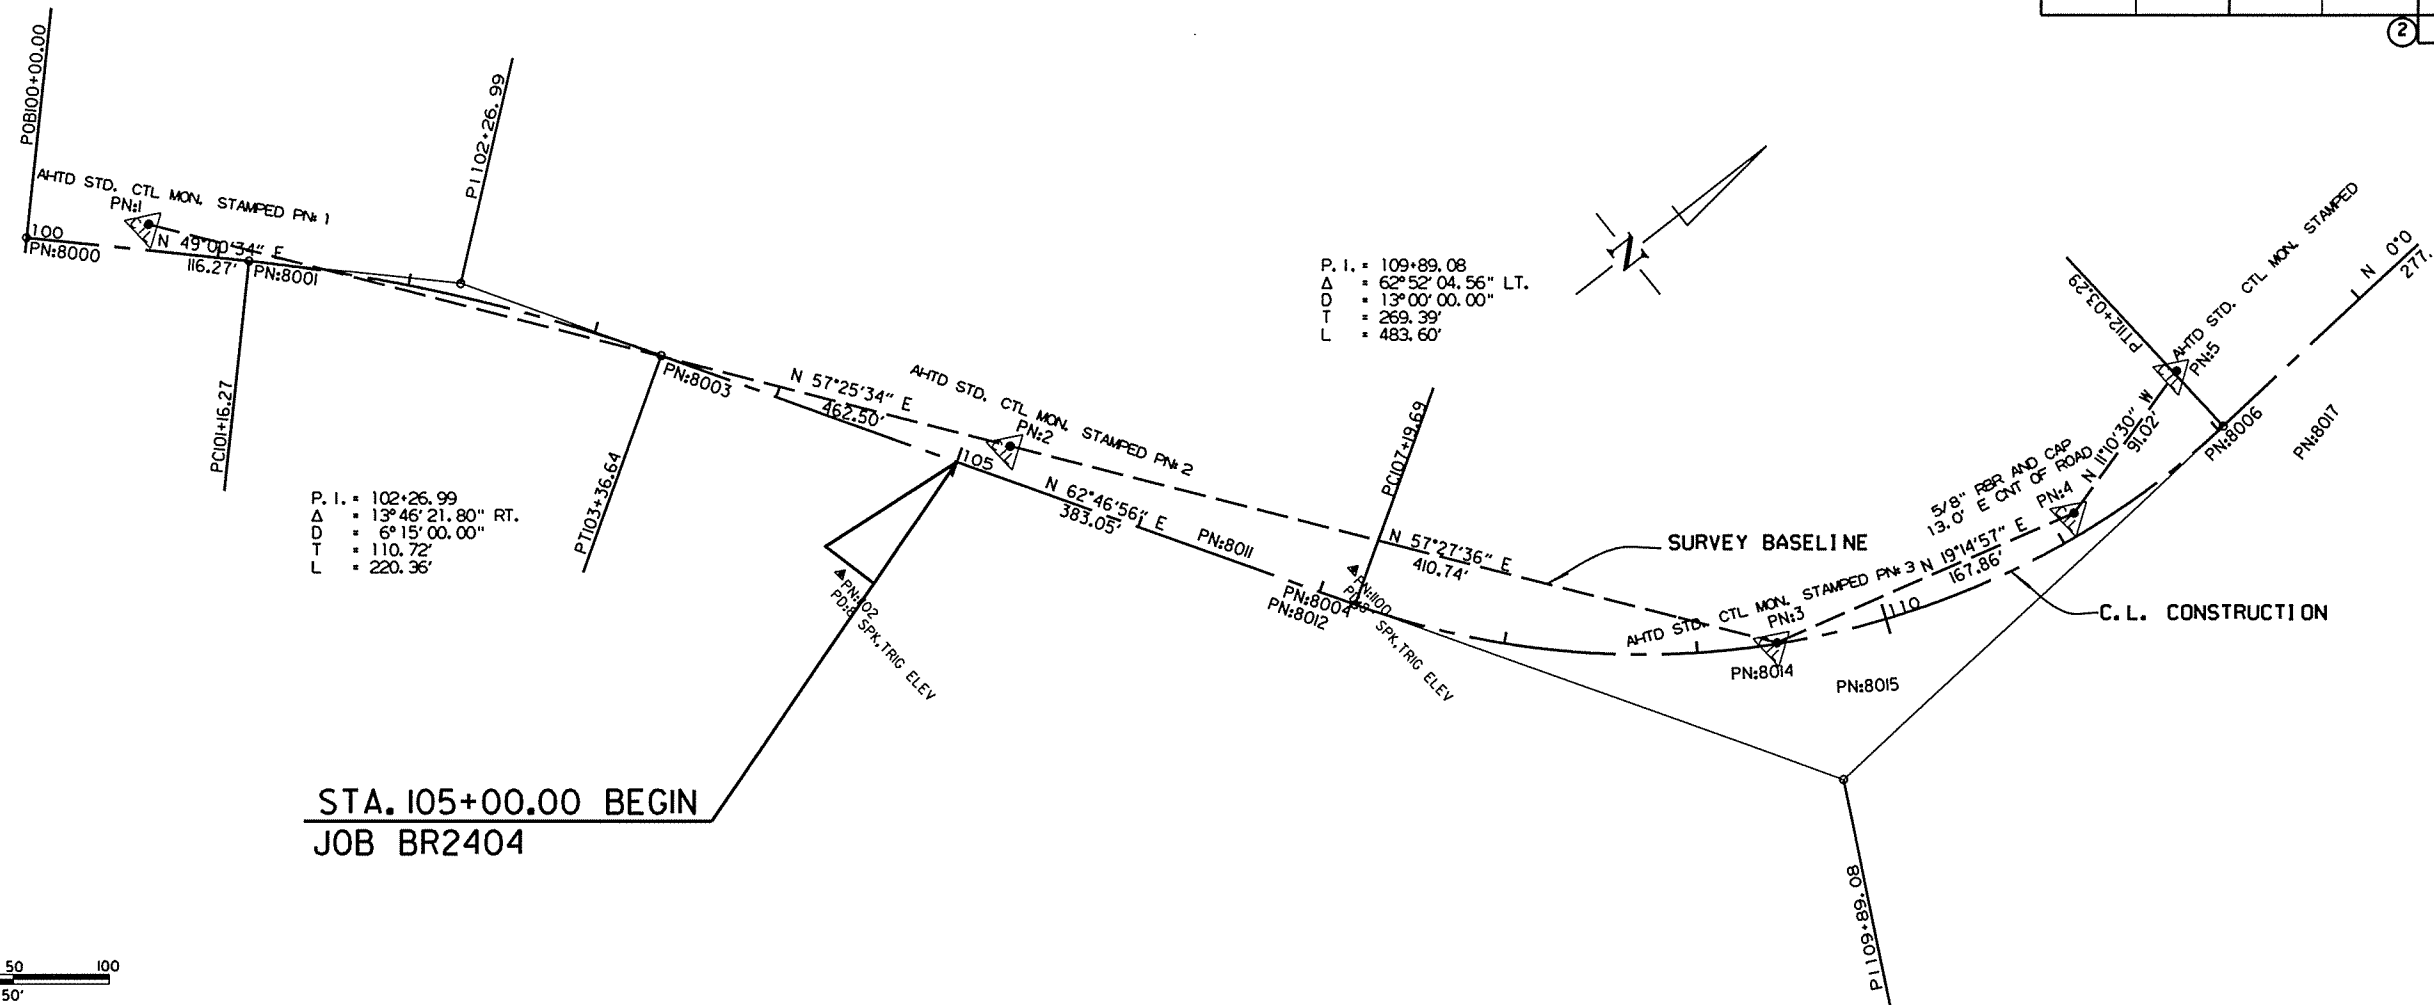 2
POB100+00.00
AHTD STD. CTL MON. STAMPED PN: 1
PN:1
100
PN:8000
N 49°00'34" E
116.27'
PN:8001
PC101+16.27
PI 102+26.99
P. I. = 102+26.99
Δ = 13°46'21.80" RT.
D = 6°15'00.00"
T = 110.72'
L = 220.36'
PN:8003
PT103+36.64
N 57°25'34" E
462.50'
AHTD STD. CTL MON. STAMPED PN: 2
PN:2
105
N 62°46'56" E
383.05'
PN:8011
SPK,TRIG ELEV
STA. 105+00.00 BEGIN
JOB BR2404
P. I. = 109+89.08
Δ = 62°52'04.56" LT.
D = 13°00'00.00"
T = 269.39'
L = 483.60'
N
PC107+19.69
N 57°27'36" E
410.74'
PN:1100
SPK,TRIG ELEV
PN:8004
PN:8012
SURVEY BASELINE
AHTD STD. CTL MON. STAMPED PN: 3
PN:3
PN:8014
PN:8015
110
N 19°14'57" E
167.86'
5/8" RBR AND CAP
13.0' E CNT OF ROAD
PN:4
N 11°10'30" W
91.02'
C.L. CONSTRUCTION
PT112+03.29
AHTD STD. CTL MON. STAMPED
PN:5
PN:8006
PN:8017
N 0°0
277.
PI 109+89.08
50 100
50'